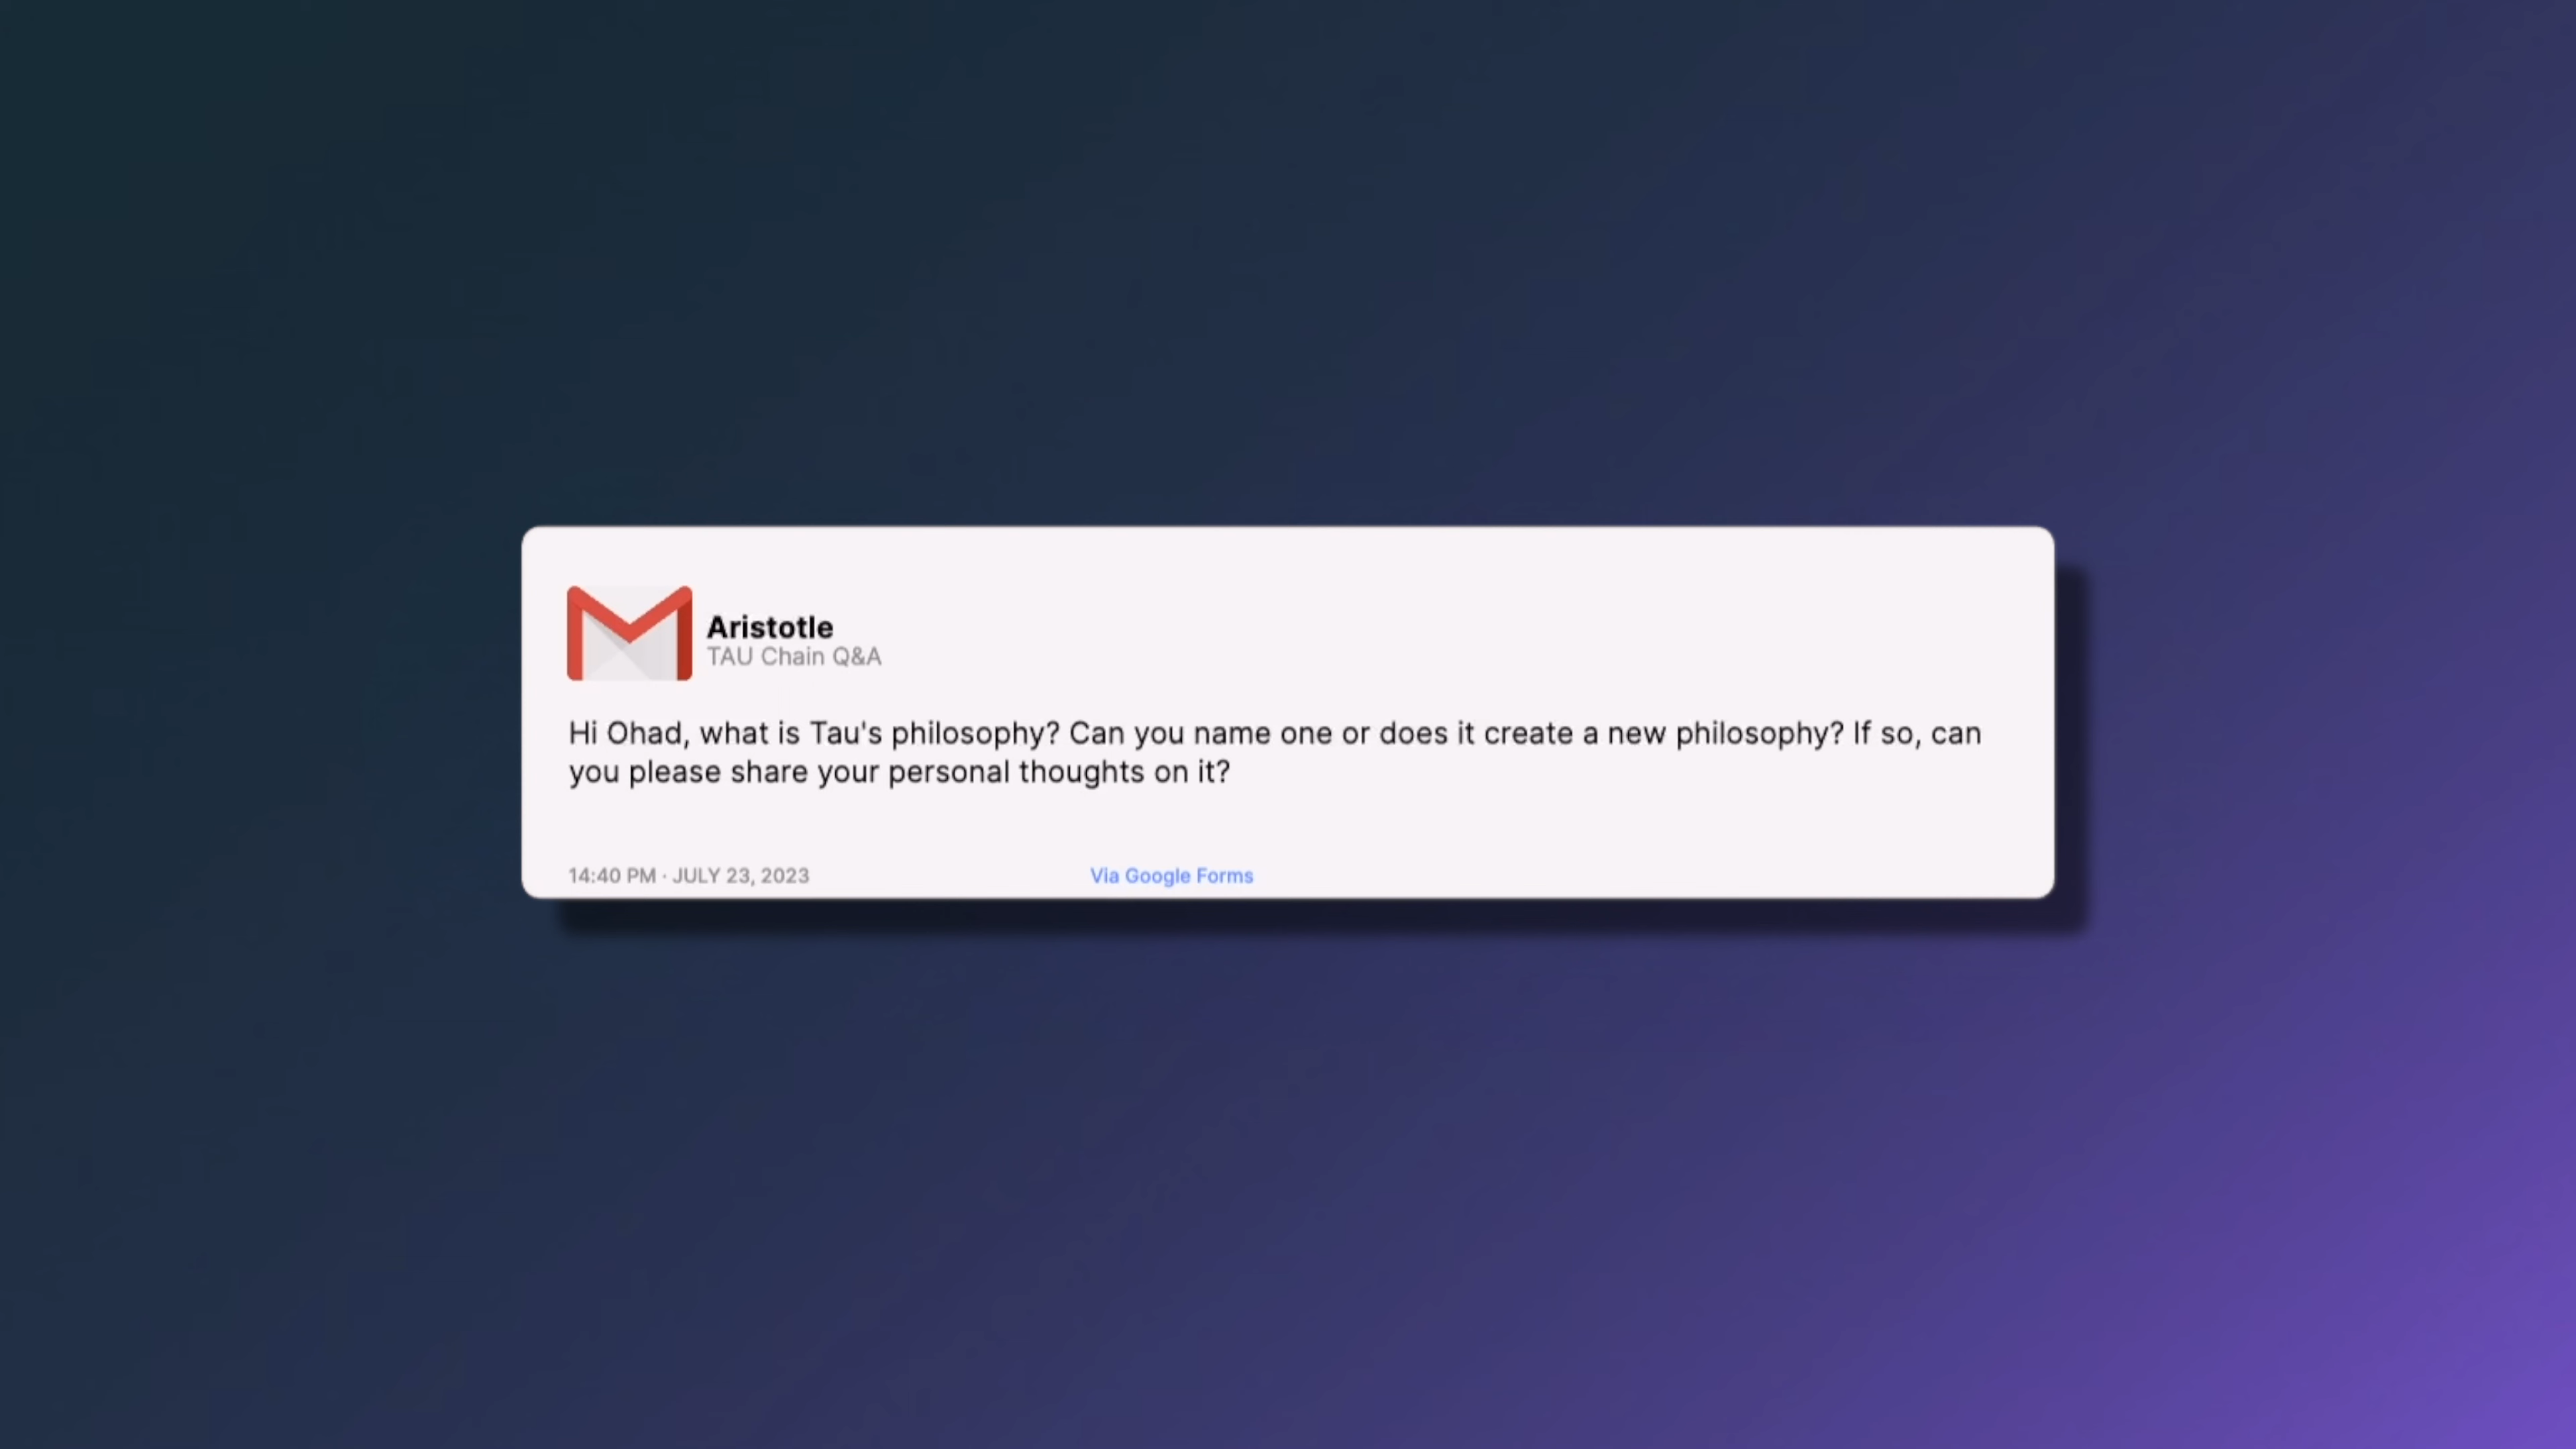 Aristotle
TAU Chain Q&A
Hi Ohad, what is Tau's philosophy? Can you name one or does it create a new philosophy? If so, can
you please share your personal thoughts on it?
14:40 PM · JULY 23, 2023
Via Google Forms